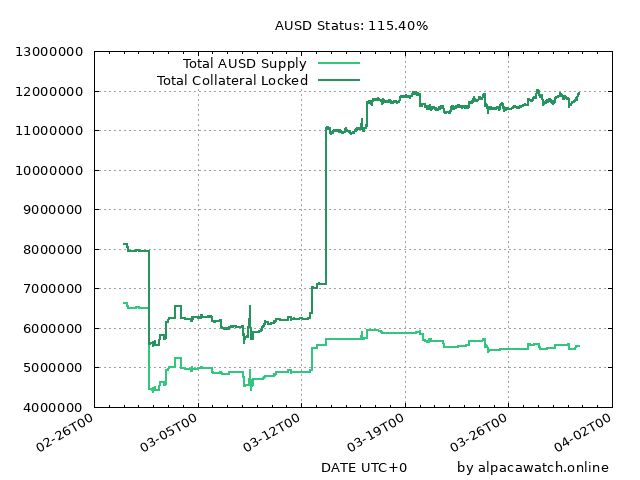 AUSD Status: 115.40%
13000000
12000000
11000000
10000000
9000000
8000000
7000000
6000000
5000000
4000000
Total AUSD Supply
Total Collateral Locked
02-26T00
03-05T00
03-12T00
03-19T00
03-26T00
04-02T00
DATE UTC+0
by alpacawatch.online